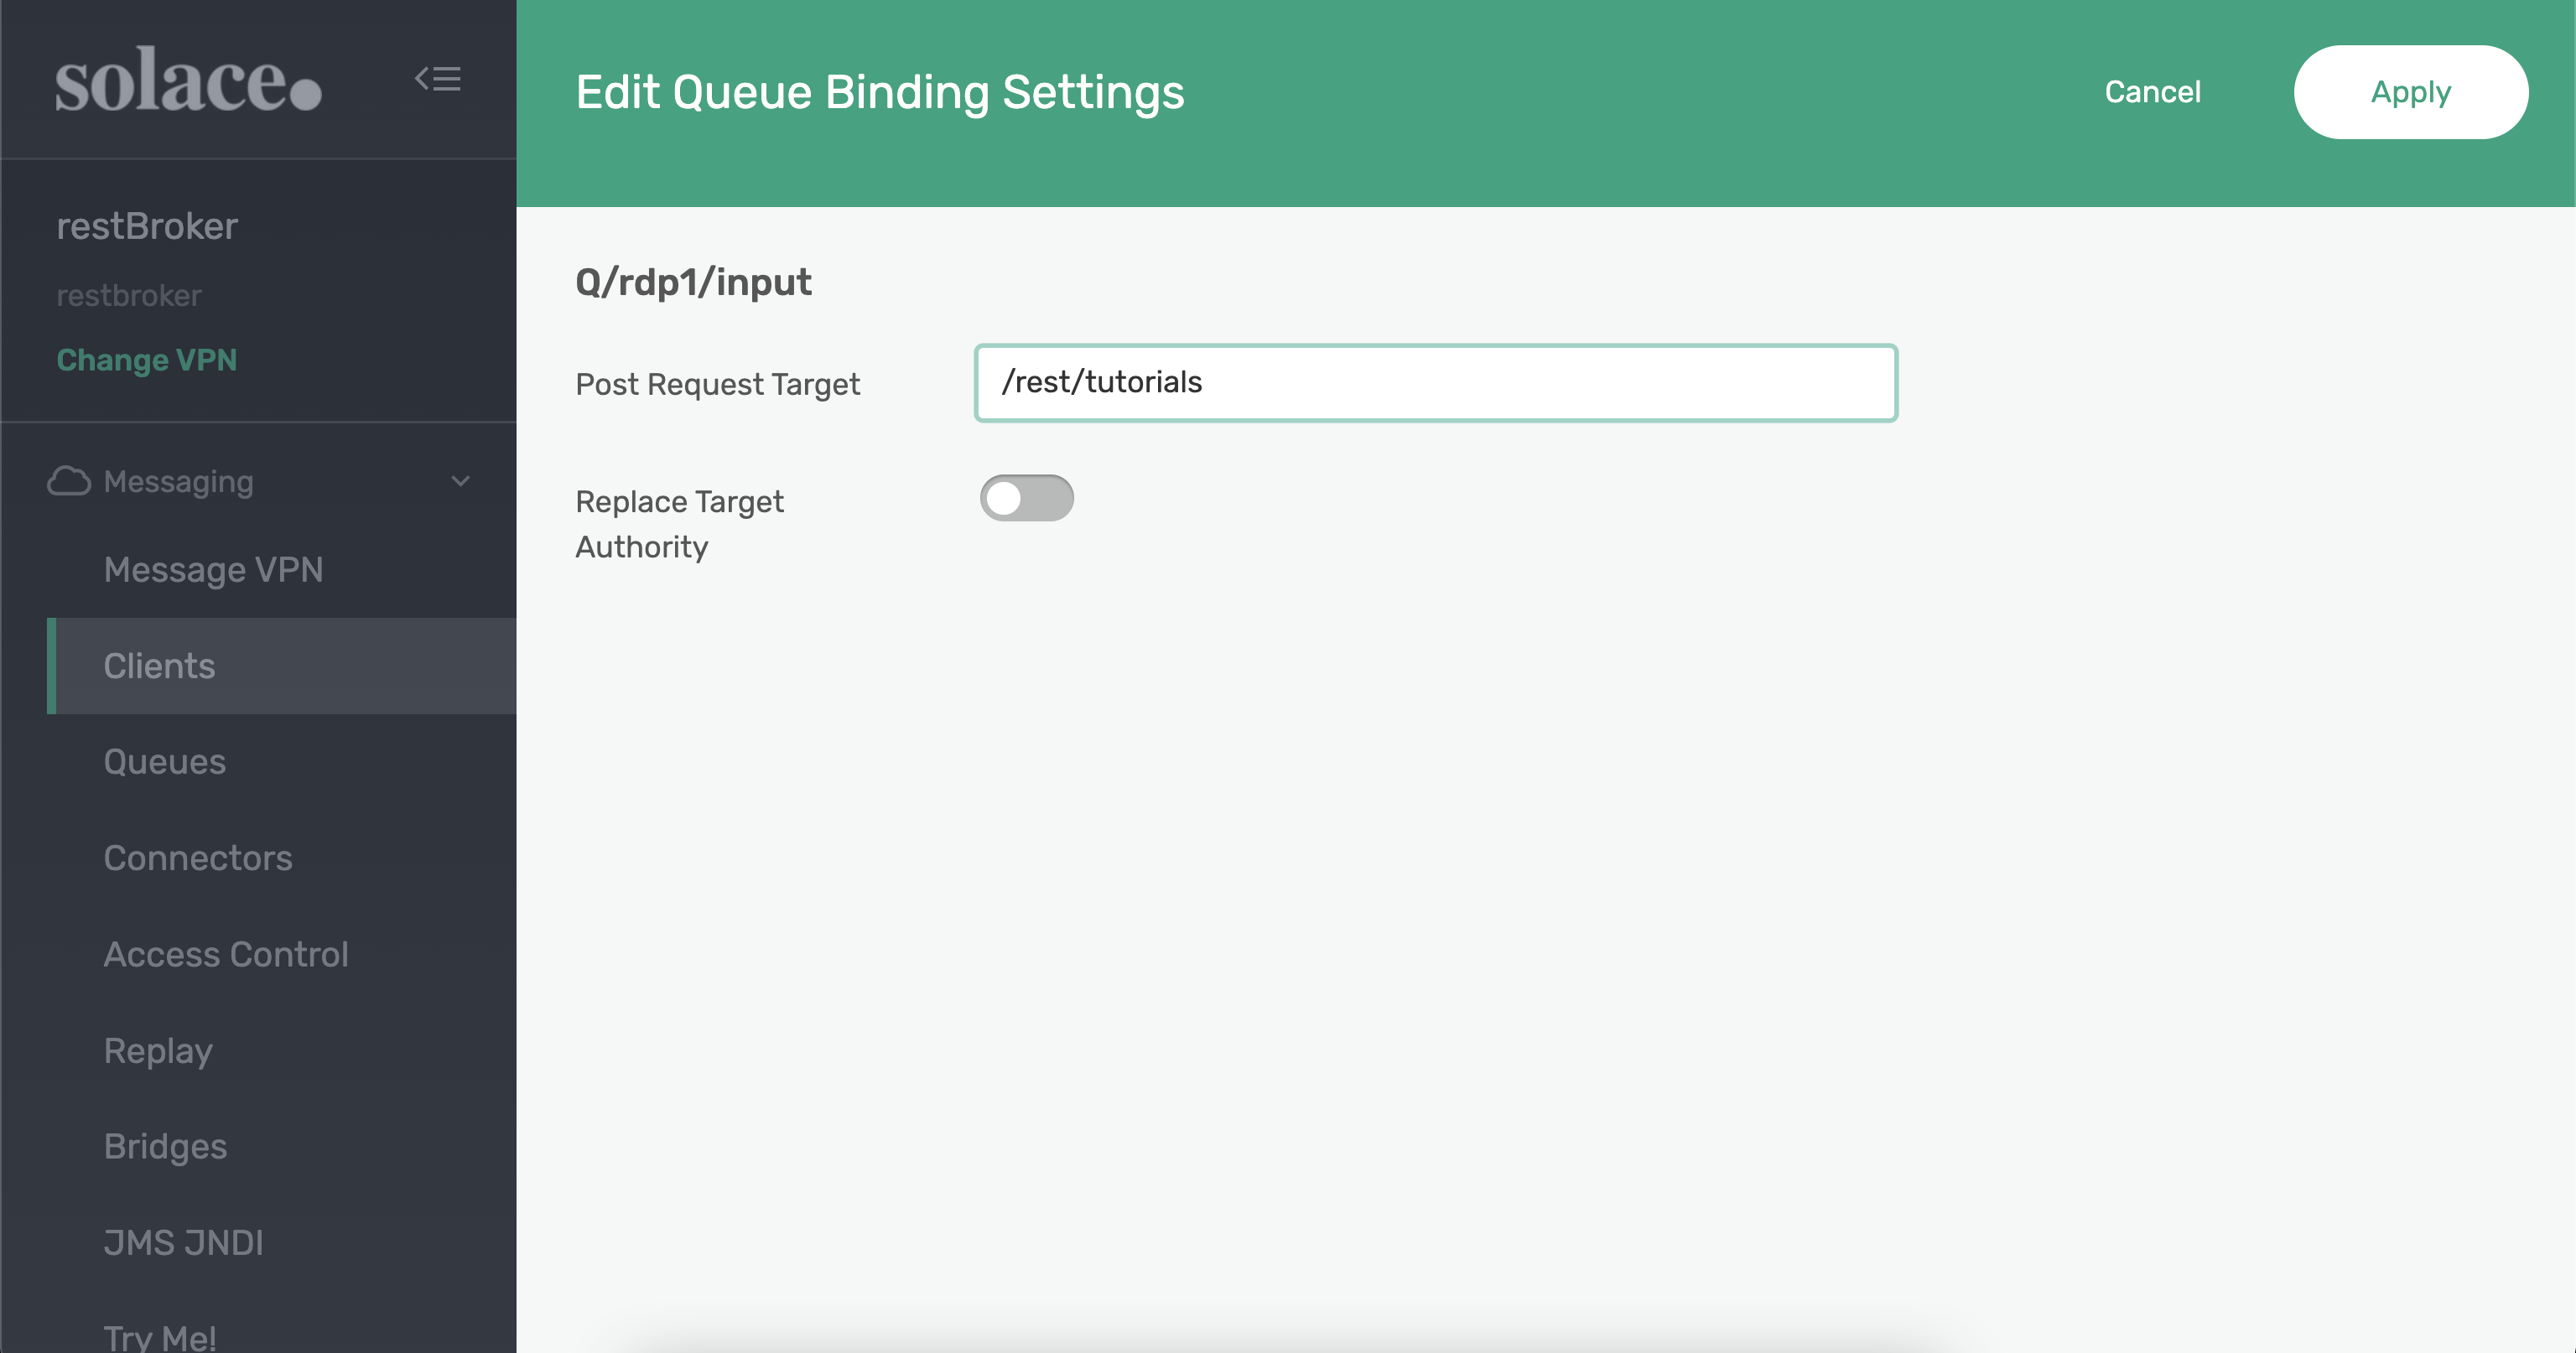 solace
restBroker
restbroker
Change VPN
Messaging
Message VPN
Clients
Queues
Connectors
Access Control
Replay
Bridges
JMS JNDI
Try Me!
Edit Queue Binding Settings
Cancel
Apply
Q/rdp1/input
Post Request Target
/rest/tutorials
Replace Target
Authority